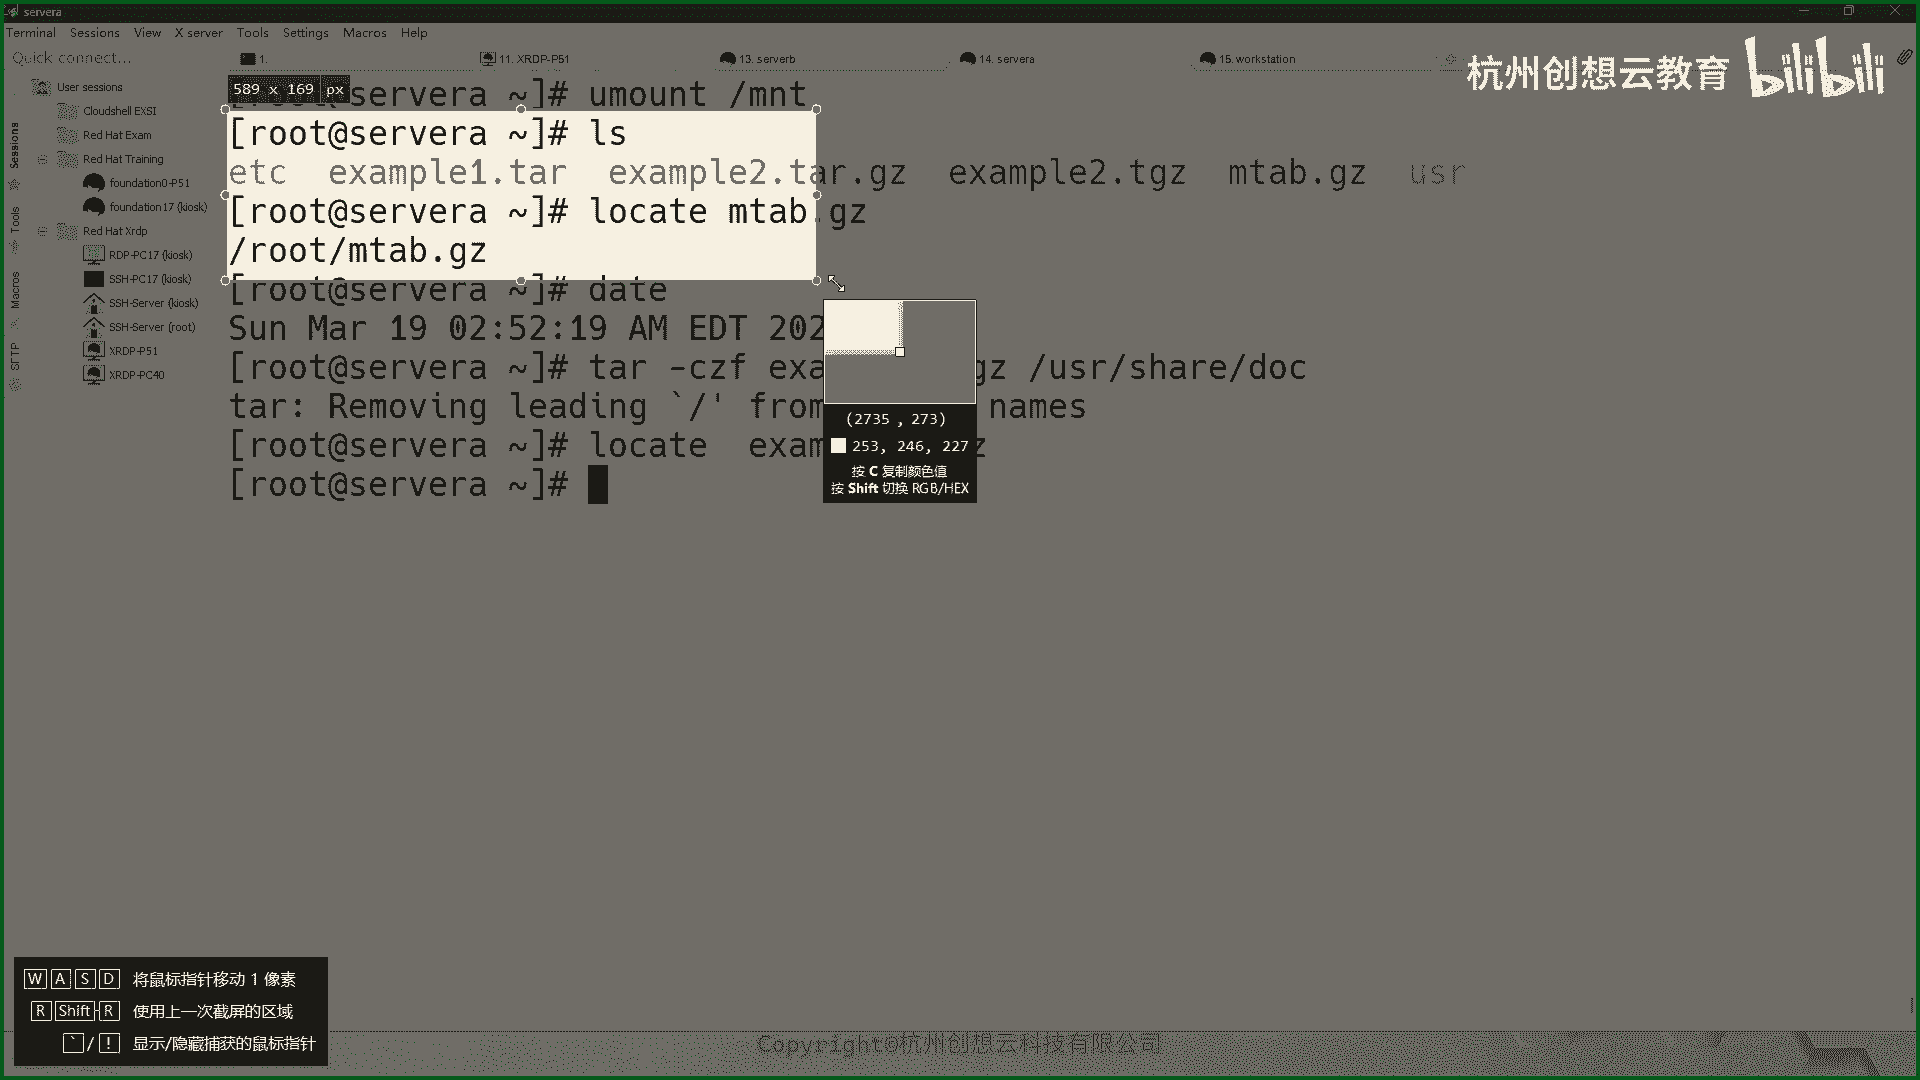 servera
Terminal Sessions View X server Tools Settings Macros Help
Quick connect...
1. 11. XRDP-P51 13. serverb 14. servera 15. workstation
杭州创想云教育 bilibili
User sessions
Cloudshell EXSI
Red Hat Exam
Red Hat Training
foundation0-P51
foundation17 (kiosk)
Red Hat Xrdp
RDP-PC17 (kiosk)
SSH-PC17 (kiosk)
SSH-Server (kiosk)
SSH-Server (root)
XRDP-P51
XRDP-PC40
Sessions
Tools
Macros
SFTP
589 x 169 px
servera ~]# umount /mnt
[root@servera ~]# ls
etc example1.tar example2.tar.gz example2.tgz mtab.gz usr
[root@servera ~]# locate mtab.gz
/root/mtab.gz
[root@servera ~]# date
Sun Mar 19 02:52:19 AM EDT 202
[root@servera ~]# tar -czf exa gz /usr/share/doc
tar: Removing leading `/' from names
[root@servera ~]# locate exam z
[root@servera ~]#
(2735 , 273)
253, 246, 227
按 C 复制颜色值
按 Shift 切换 RGB/HEX
W A S D 将鼠标指针移动 1 像素
R Shift-R 使用上一次截屏的区域
` / ! 显示/隐藏捕获的鼠标指针
Copyright©杭州创想云科技有限公司